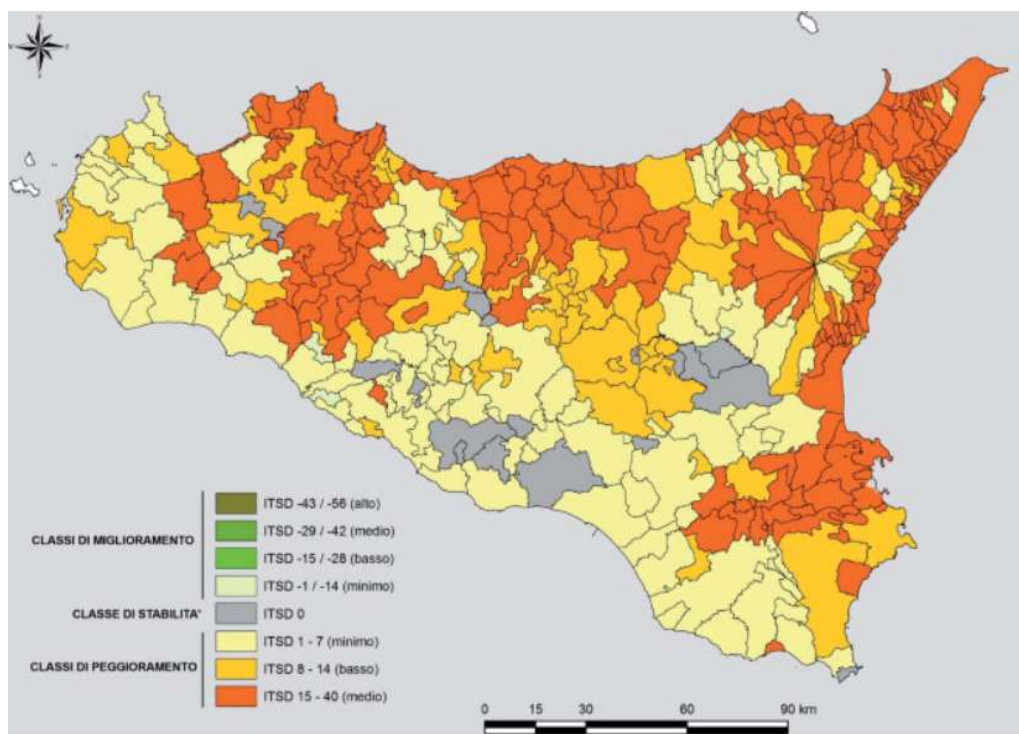 CLASSI DI MIGLIORAMENTO
ITSD -43 / -56 (alto)
ITSD -29 / -42 (medio)
ITSD -15 / -28 (basso)
ITSD -1 / -14 (minimo)
CLASSE DI STABILITA'
ITSD 0
CLASSI DI PEGGIORAMENTO
ITSD 1 - 7 (minimo)
ITSD 8 - 14 (basso)
ITSD 15 - 40 (medio)
0 15 30 60 90 km